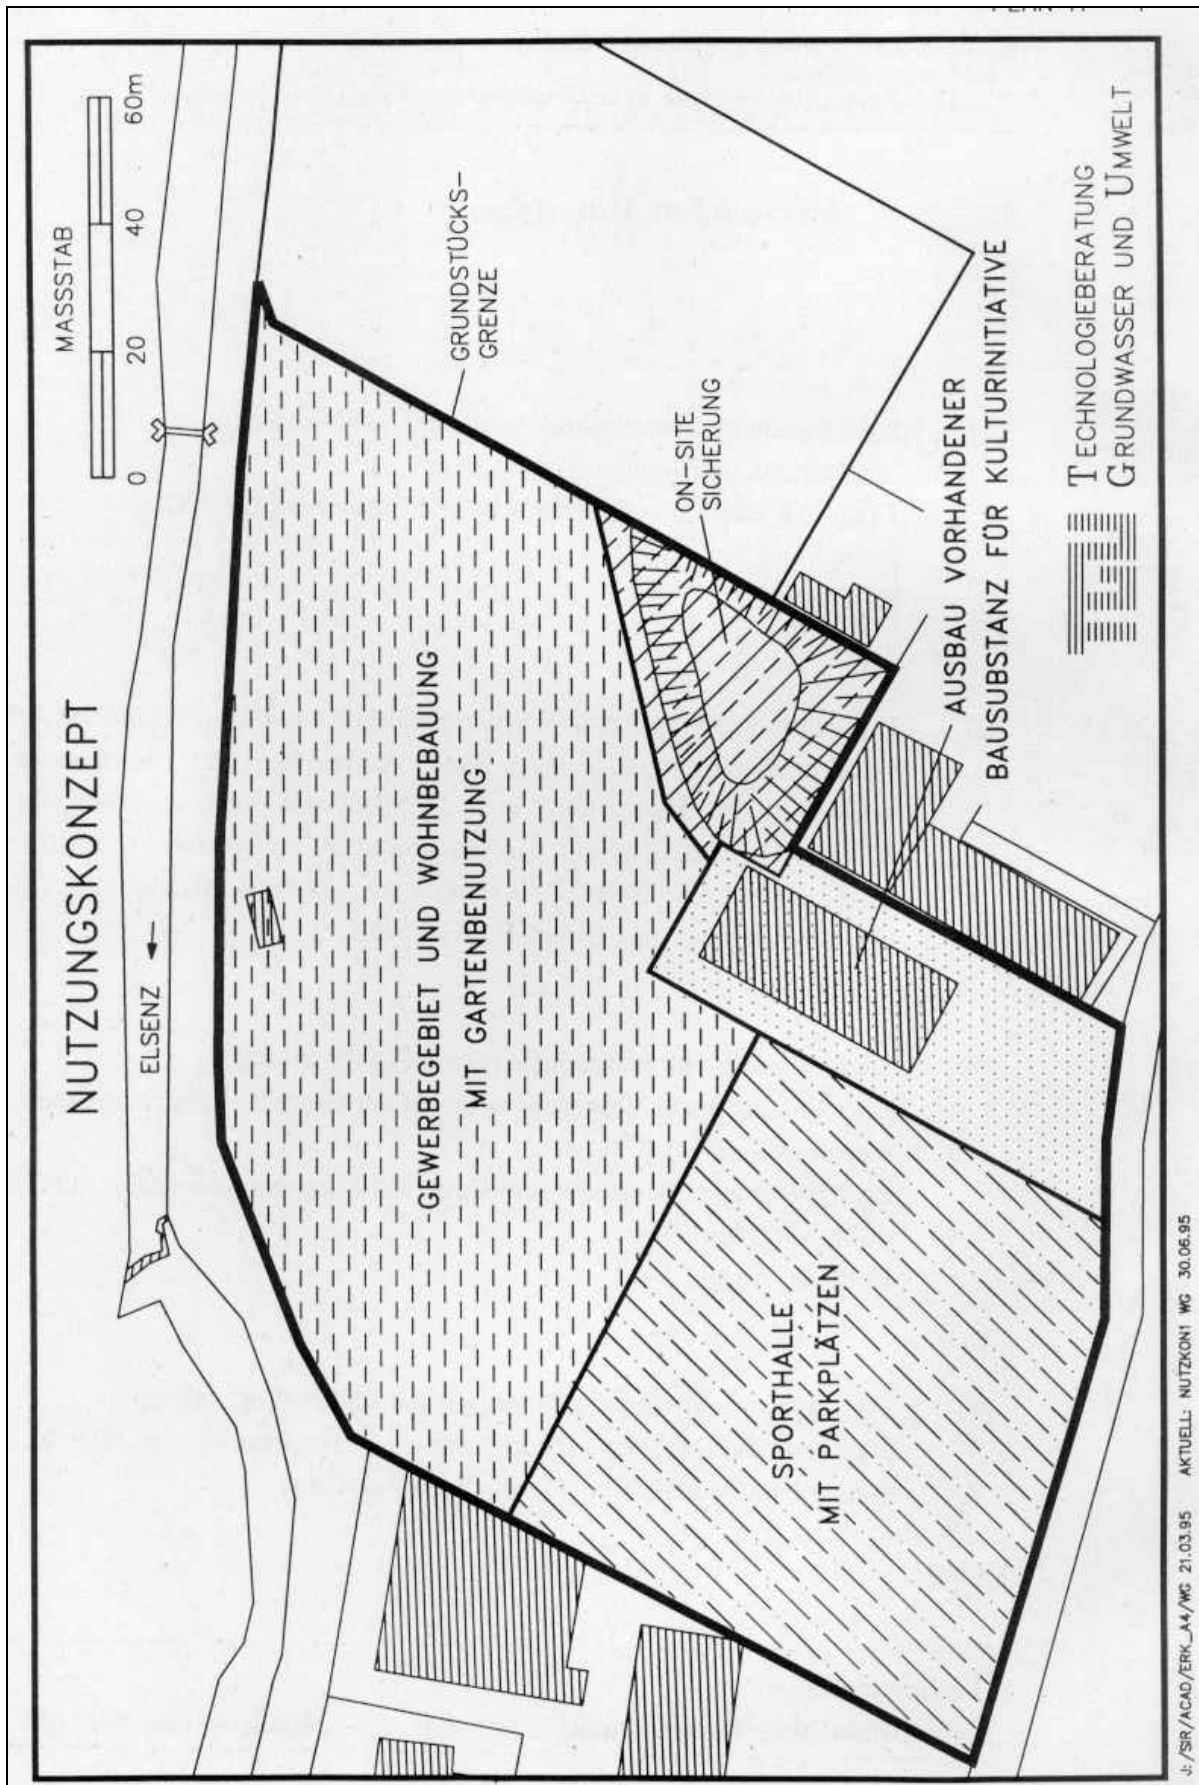 NUTZUNGSKONZEPT
MASSSTAB
0 20 40 60m
ELSENZ
GEWERBEGEBIET UND WOHNBEBAUUNG
MIT GARTENBENUTZUNG
GRUNDSTÜCKS-
GRENZE
ON-SITE
SICHERUNG
SPORTHALLE
MIT PARKPLÄTZEN
AUSBAU VORHANDENER
BAUSUBSTANZ FÜR KULTURINITIATIVE
TECHNOLOGIEBERATUNG
GRUNDWASSER UND UMWELT
J:/SIR/ACAD/ERK_A4/WG 21.03.95 AKTUELL: NUTZKON1 WG 30.06.95